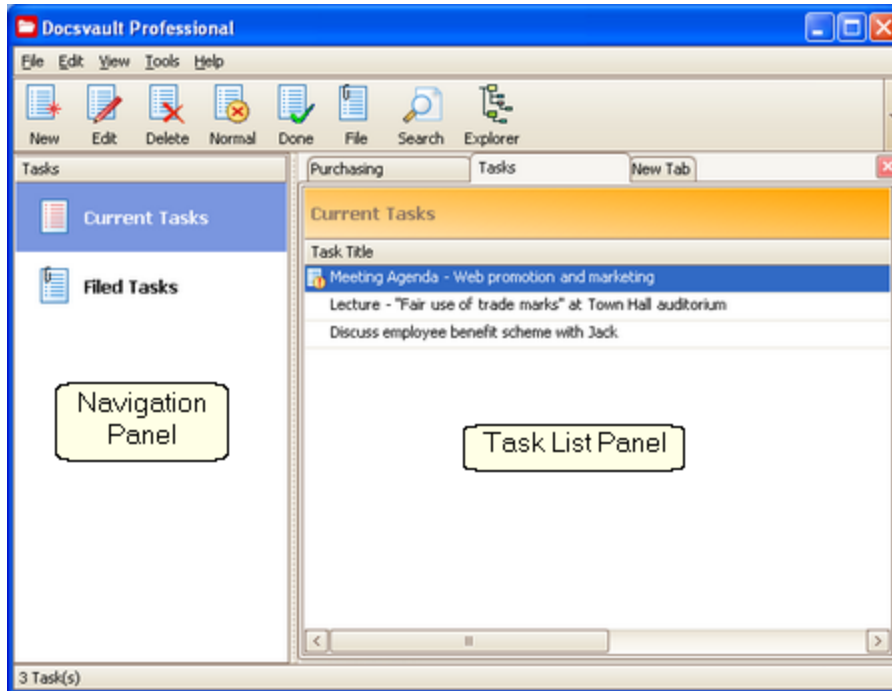 Docsvault Professional
File Edit View Tools Help
New Edit Delete Normal Done File Search Explorer
Tasks
Purchasing Tasks New Tab
Current Tasks
Filed Tasks
Current Tasks
Task Title
Meeting Agenda - Web promotion and marketing
Lecture - "Fair use of trade marks" at Town Hall auditorium
Discuss employee benefit scheme with Jack
Navigation
Panel
Task List Panel
3 Task(s)